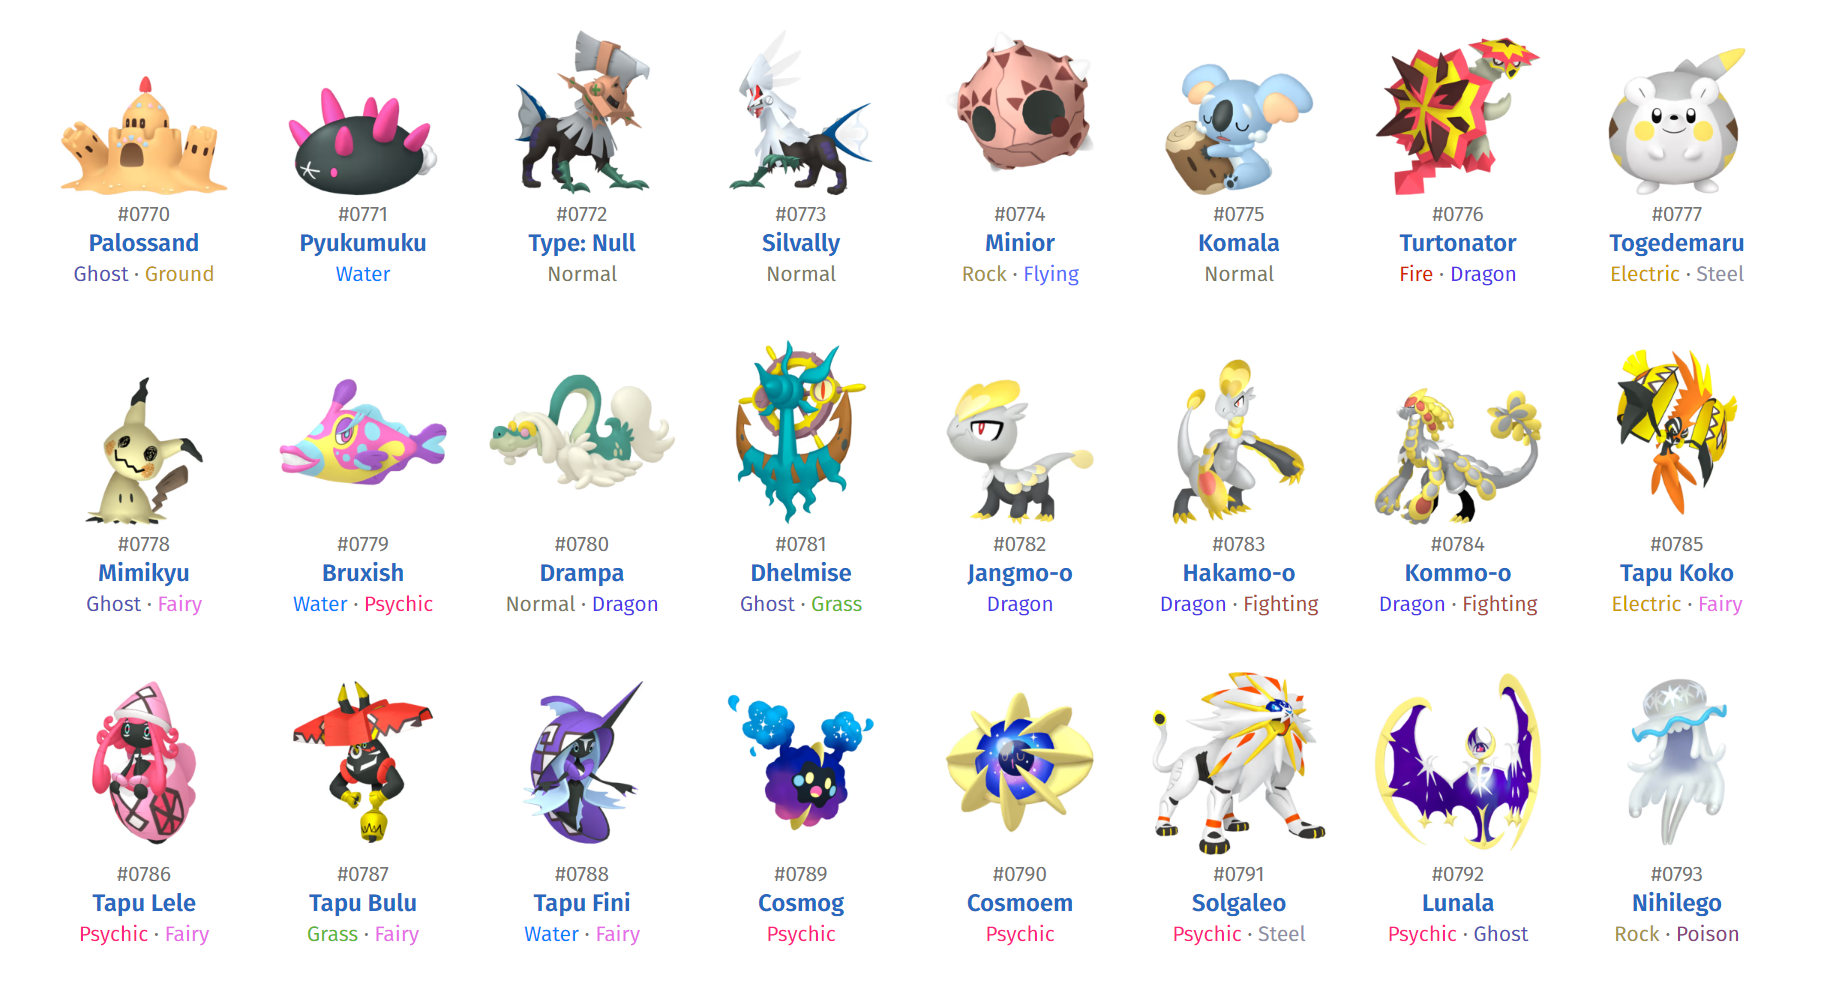 #0770 #0771 #0772 #0773 #0774 #0775 #0776 #0777
Palossand Pyukumuku Type: Null Silvally Minior Komala Turtonator Togedemaru
Ghost · Ground Water Normal Normal Rock · Flying Normal Fire · Dragon Electric · Steel
#0778 #0779 #0780 #0781 #0782 #0783 #0784 #0785
Mimikyu Bruxish Drampa Dhelmise Jangmo-o Hakamo-o Kommo-o Tapu Koko
Ghost · Fairy Water · Psychic Normal · Dragon Ghost · Grass Dragon Dragon · Fighting Dragon · Fighting Electric · Fairy
#0786 #0787 #0788 #0789 #0790 #0791 #0792 #0793
Tapu Lele Tapu Bulu Tapu Fini Cosmog Cosmoem Solgaleo Lunala Nihilego
Psychic · Fairy Grass · Fairy Water · Fairy Psychic Psychic Psychic · Steel Psychic · Ghost Rock · Poison